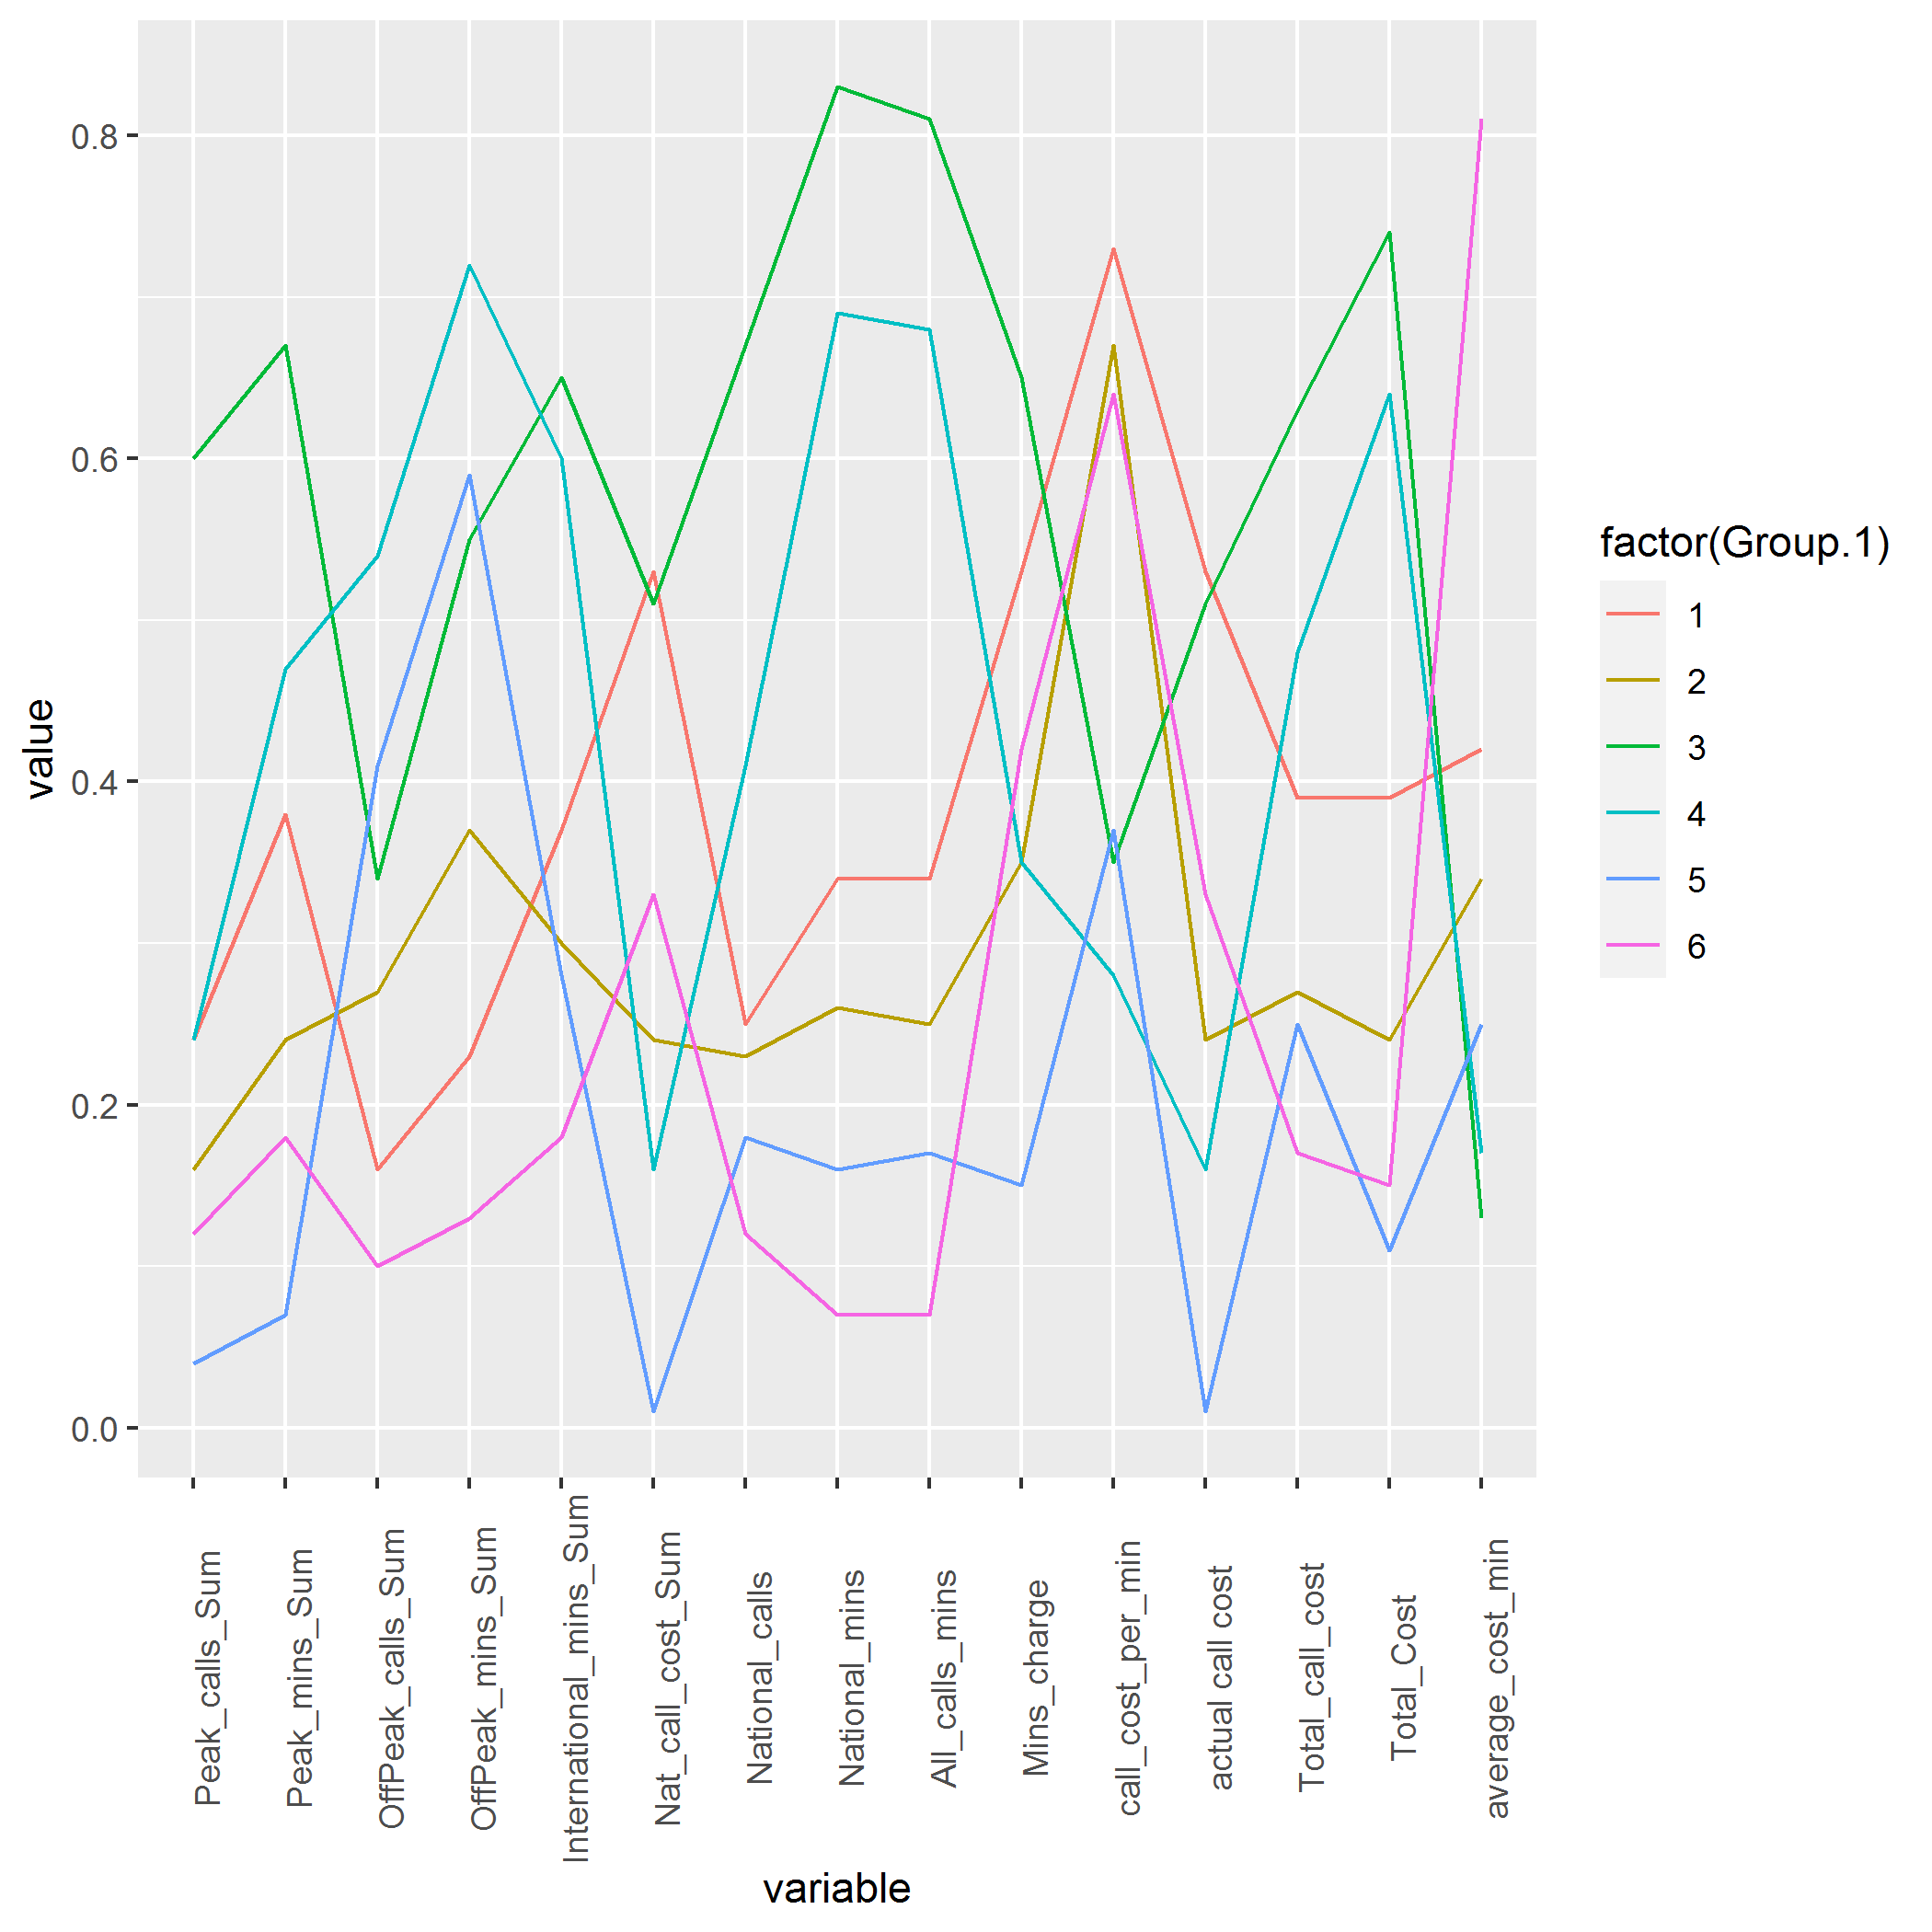 value
0.8
0.6
0.4
0.2
0.0
Peak_calls_Sum
Peak_mins_Sum
OffPeak_calls_Sum
OffPeak_mins_Sum
International_mins_Sum
Nat_call_cost_Sum
National_calls
National_mins
All_calls_mins
Mins_charge
call_cost_per_min
actual call cost
Total_call_cost
Total_Cost
average_cost_min
variable
factor(Group.1)
1
2
3
4
5
6